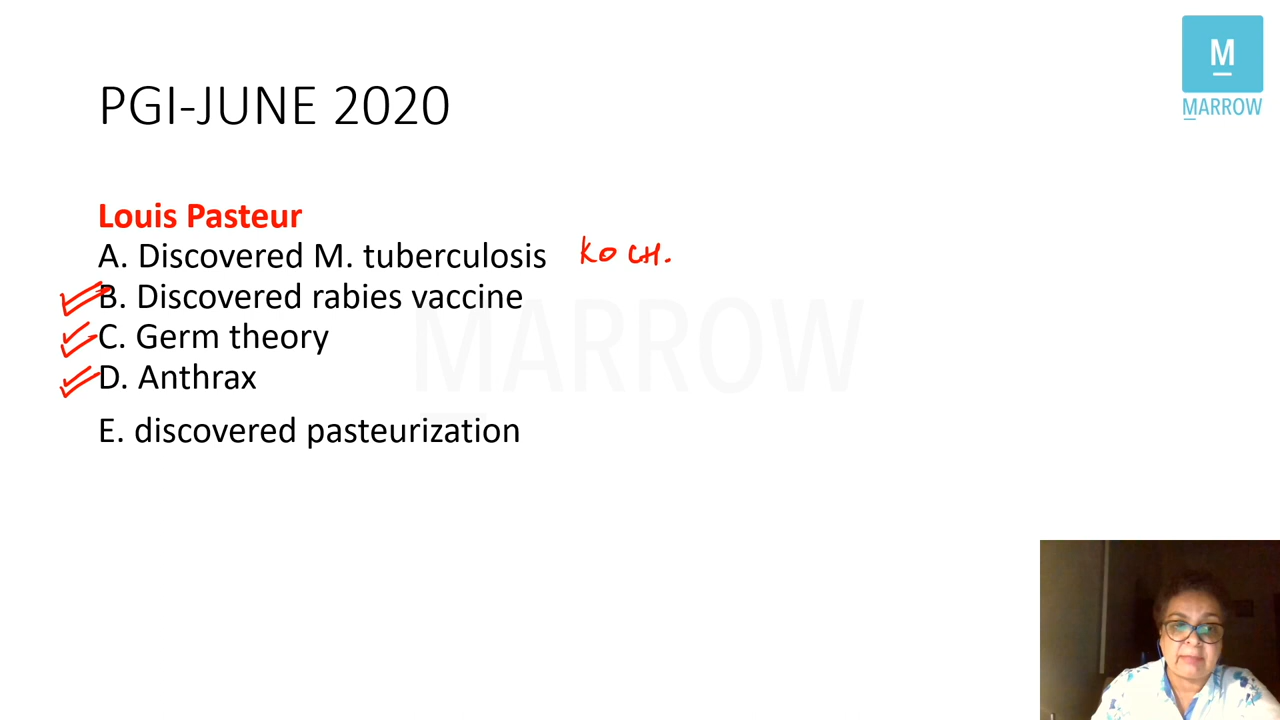 M
MARROW
PGI-JUNE 2020
Louis Pasteur
A. Discovered M. tuberculosis KOCH.
B. Discovered rabies vaccine
C. Germ theory
D. Anthrax
E. discovered pasteurization
MARROW